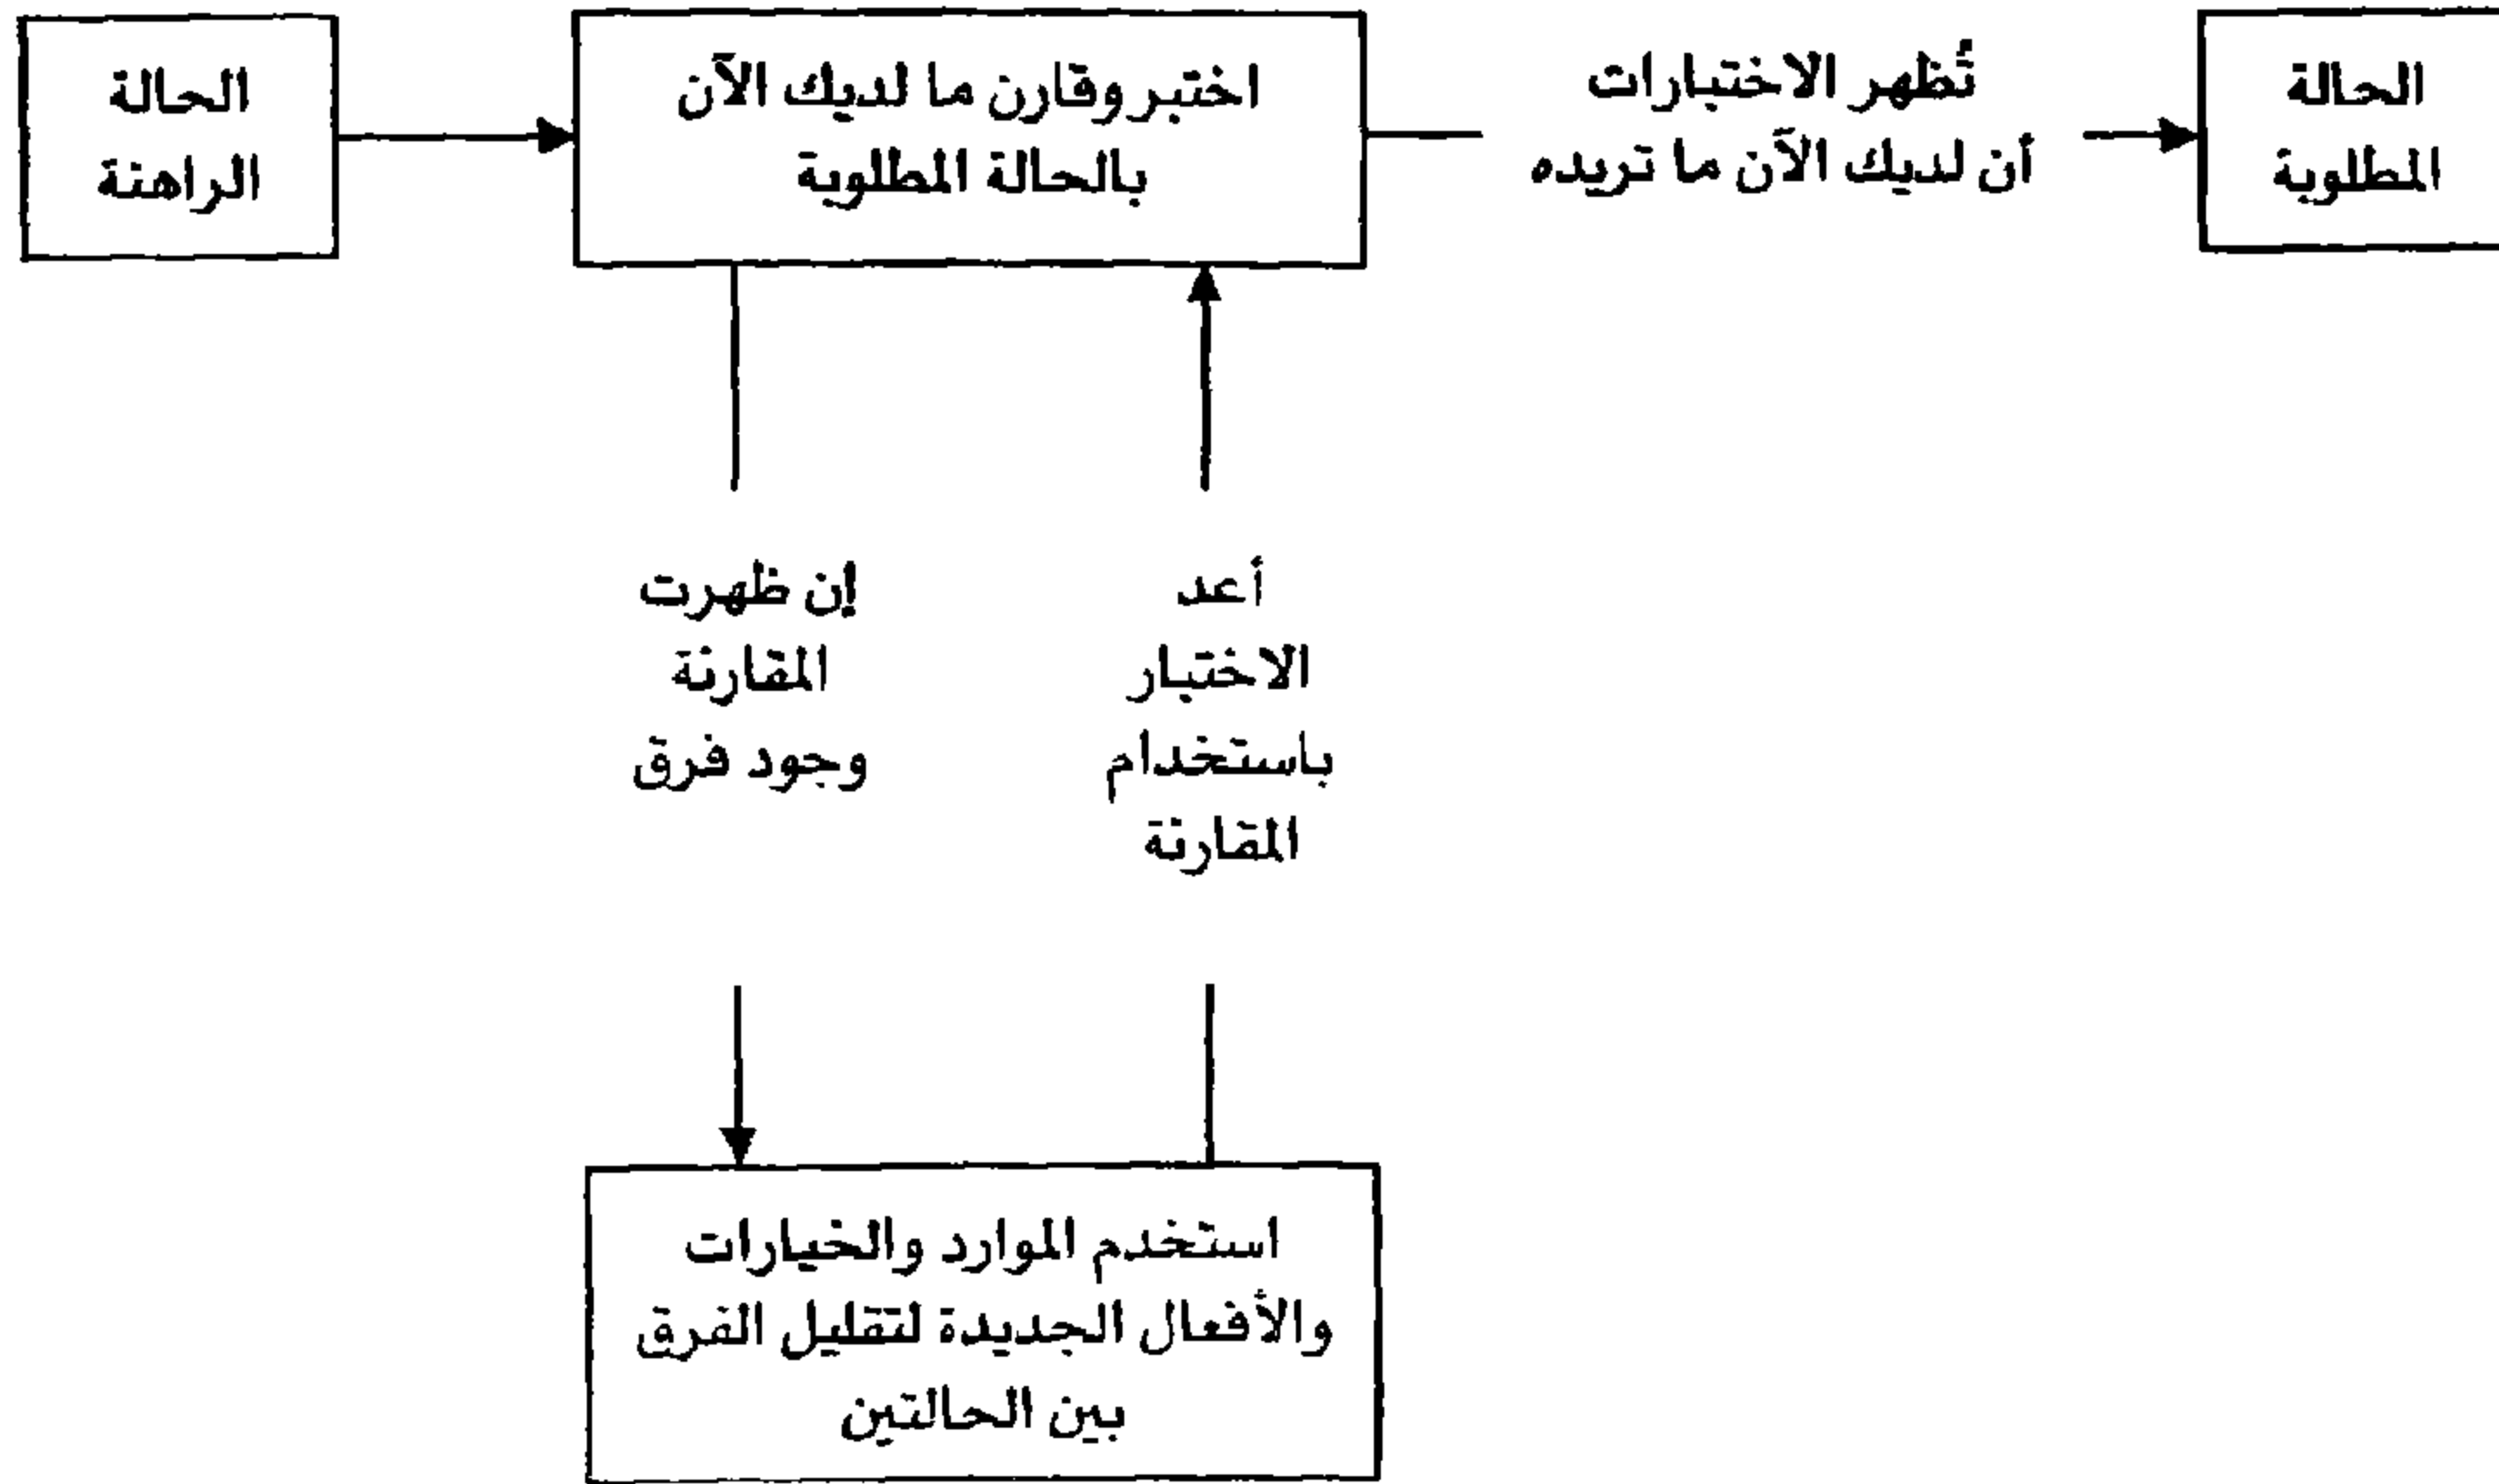 الحالة
الراهنة
اختبر وقارن ما لديك الآن
بالحالة المطلوبة
تُظهر الاختبارات
أن لديك الآن ما تريده
الحالة
المطلوبة
إن ظهرت
المقارنة
وجود فرق
أعد
الاختبار
باستخدام
المقارنة
استخدم الموارد والخيارات
والأفعال الجديدة لتقليل الفرق
بين الحالتين